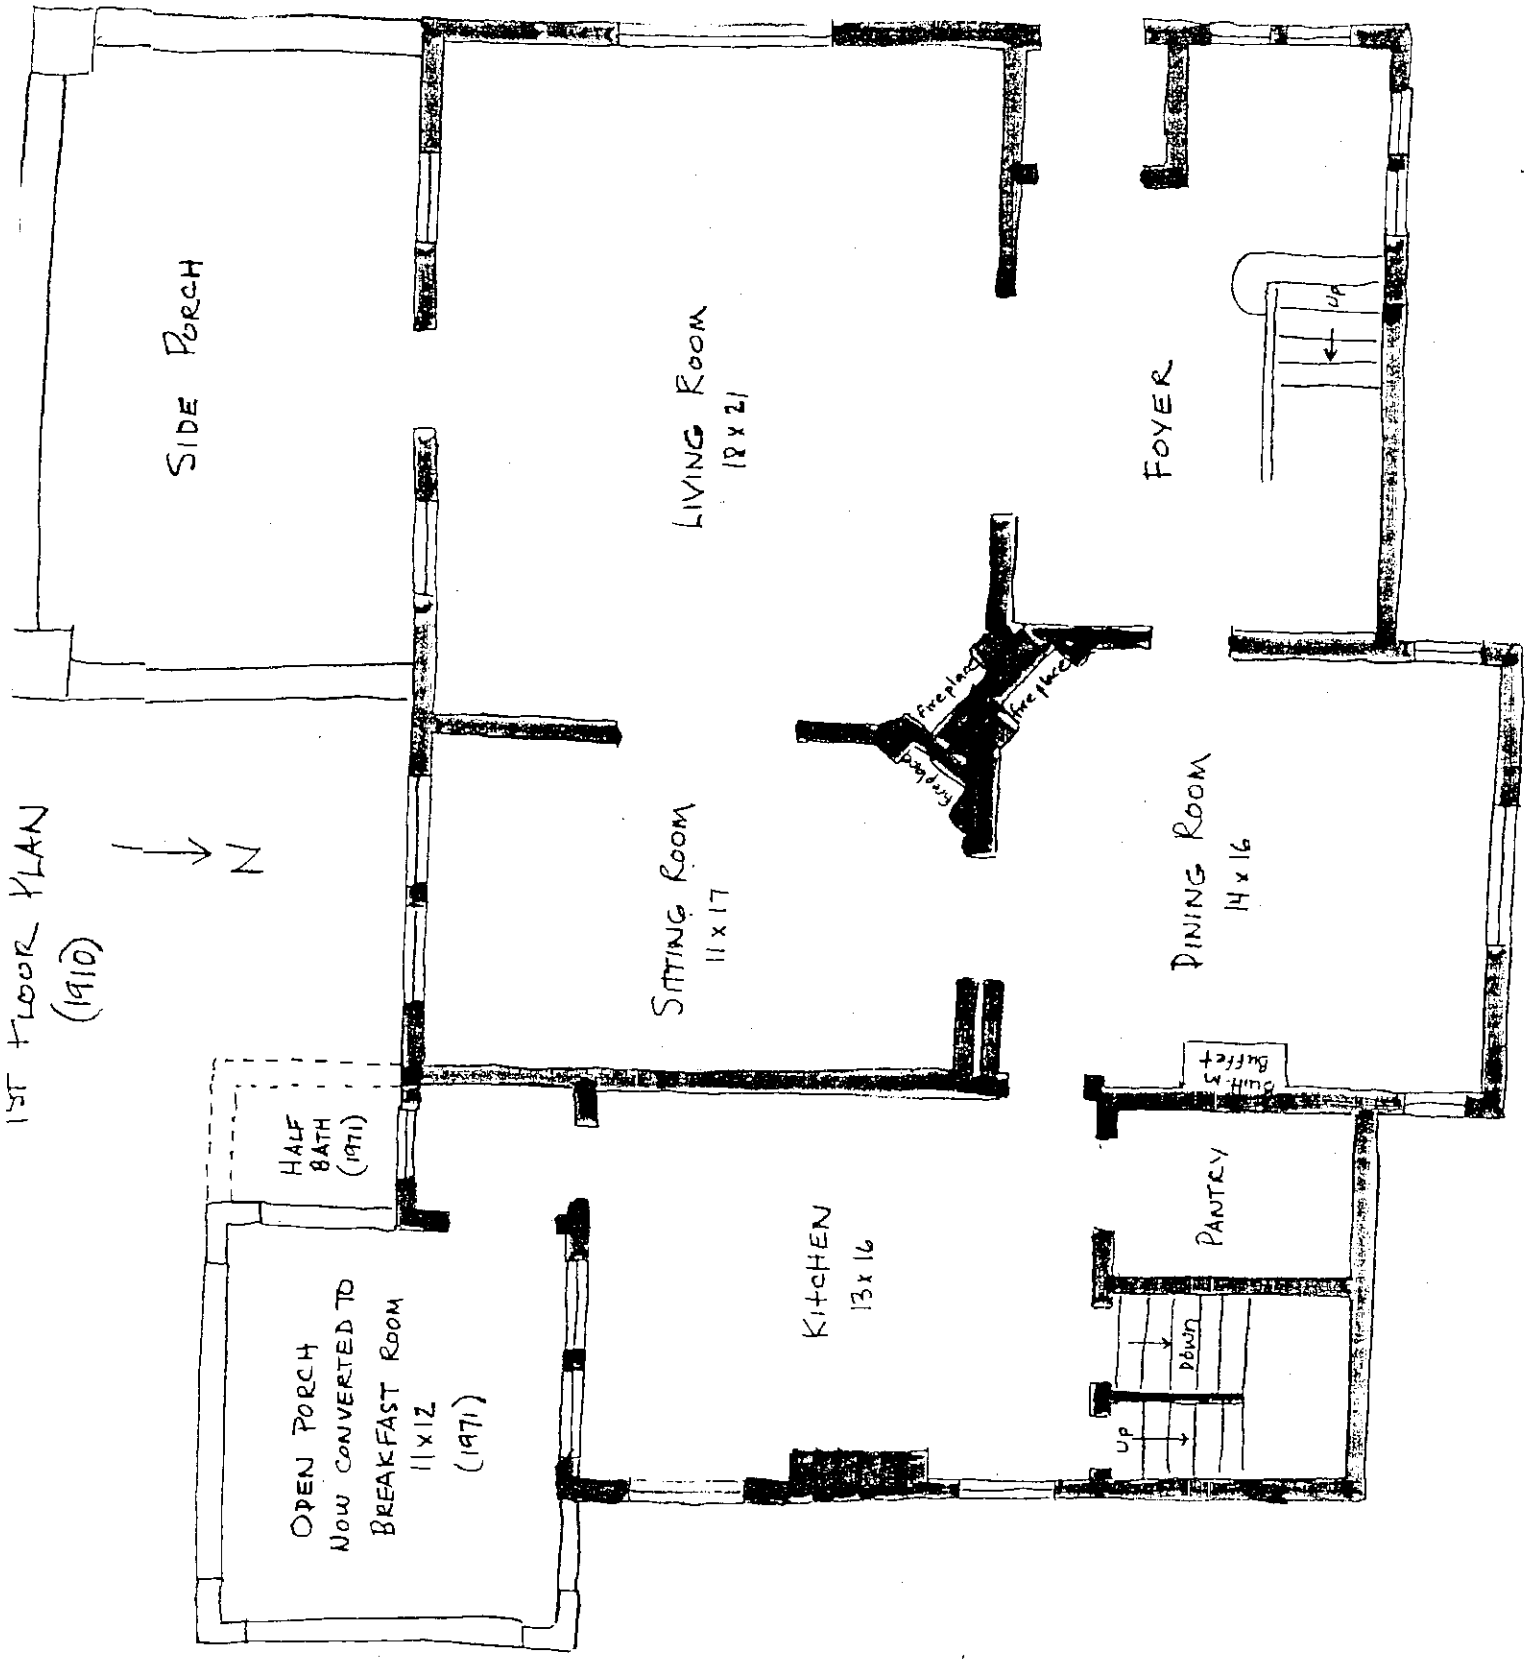 1ST FLOOR PLAN
(1910)
N
SIDE PORCH
LIVING ROOM
18 x 21
FOYER
UP
fireplace
fireplace
fireplace
SITTING ROOM
11 x 17
DINING ROOM
14 x 16
Built-in
Buffet
HALF
BATH
(1971)
OPEN PORCH
NOW CONVERTED TO
BREAKFAST ROOM
11 x 12
(1971)
KITCHEN
13 x 16
PANTRY
DOWN
UP